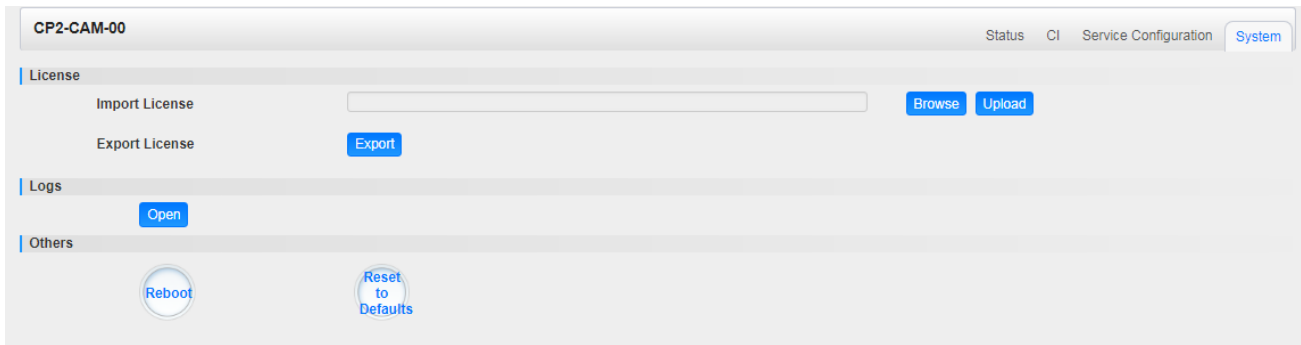 CP2-CAM-00
Status CI Service Configuration System
License
Import License Browse Upload
Export License Export
Logs
Open
Others
Reboot
Reset
to
Defaults